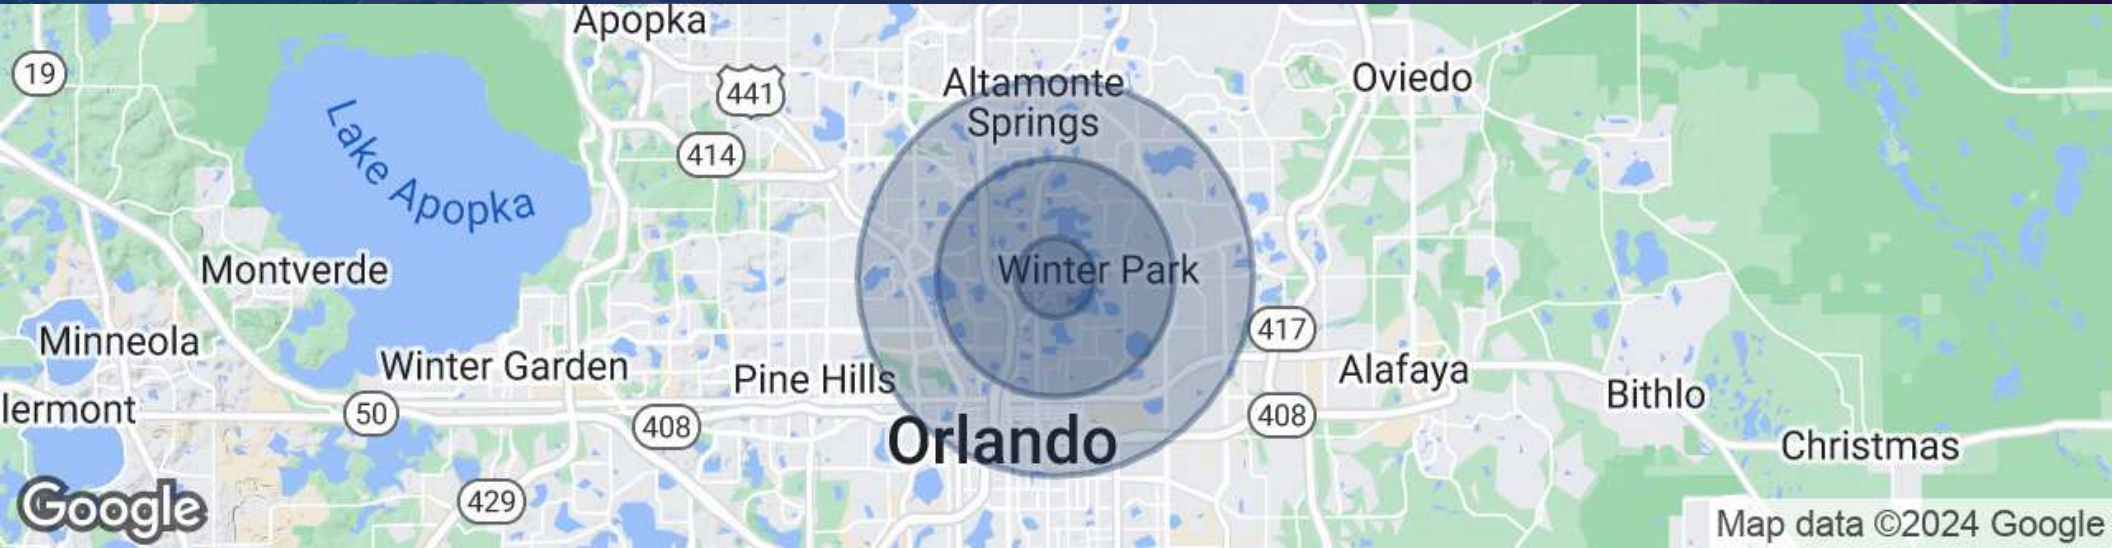 Apopka
19
441
Altamonte
Springs
Oviedo
414
Lake Apopka
Montverde
Winter Park
Minneola
417
Winter Garden
Pine Hills
Alafaya
Bithlo
lermont
50
408
408
Orlando
Christmas
429
Google
Map data ©2024 Google